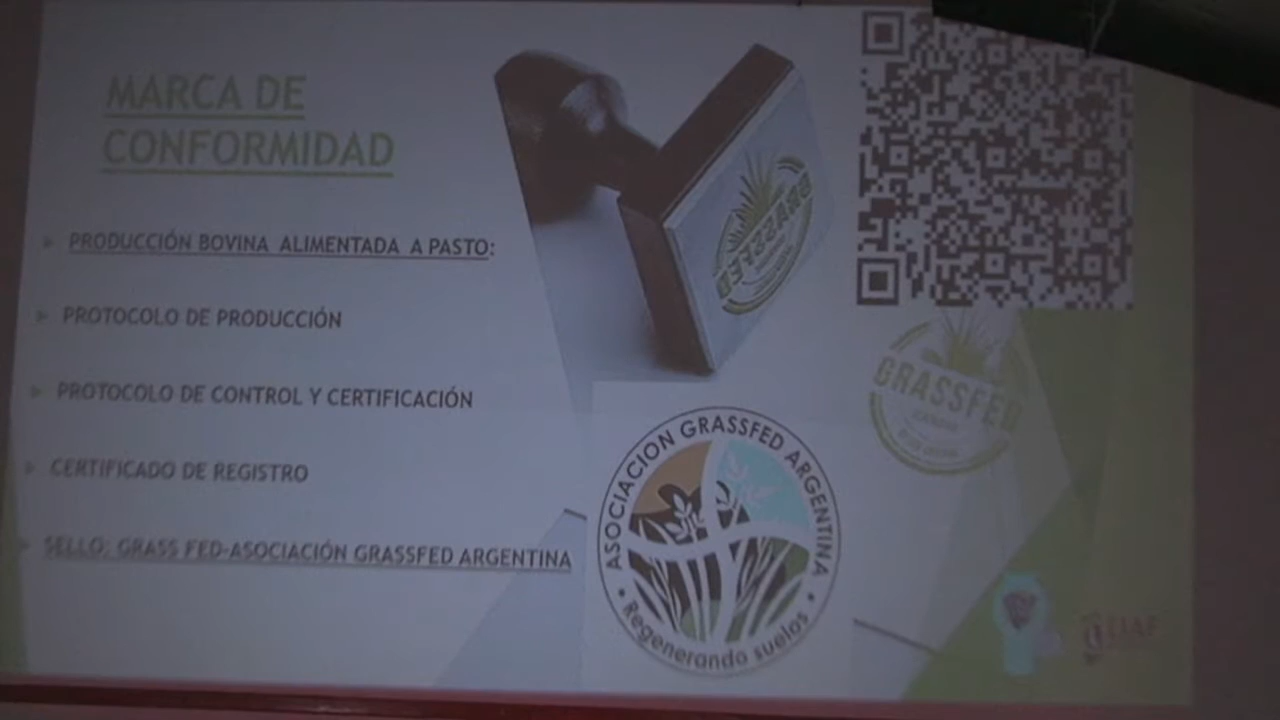 MARCA DE
CONFORMIDAD
PRODUCCIÓN BOVINA ALIMENTADA A PASTO:
PROTOCOLO DE PRODUCCIÓN
PROTOCOLO DE CONTROL Y CERTIFICACIÓN
CERTIFICADO DE REGISTRO
SELLO: GRASS FED-ASOCIACIÓN GRASSFED ARGENTINA
GRASSFED
GRASSFED
ASOCIACION GRASSFED ARGENTINA
Regenerando suelos